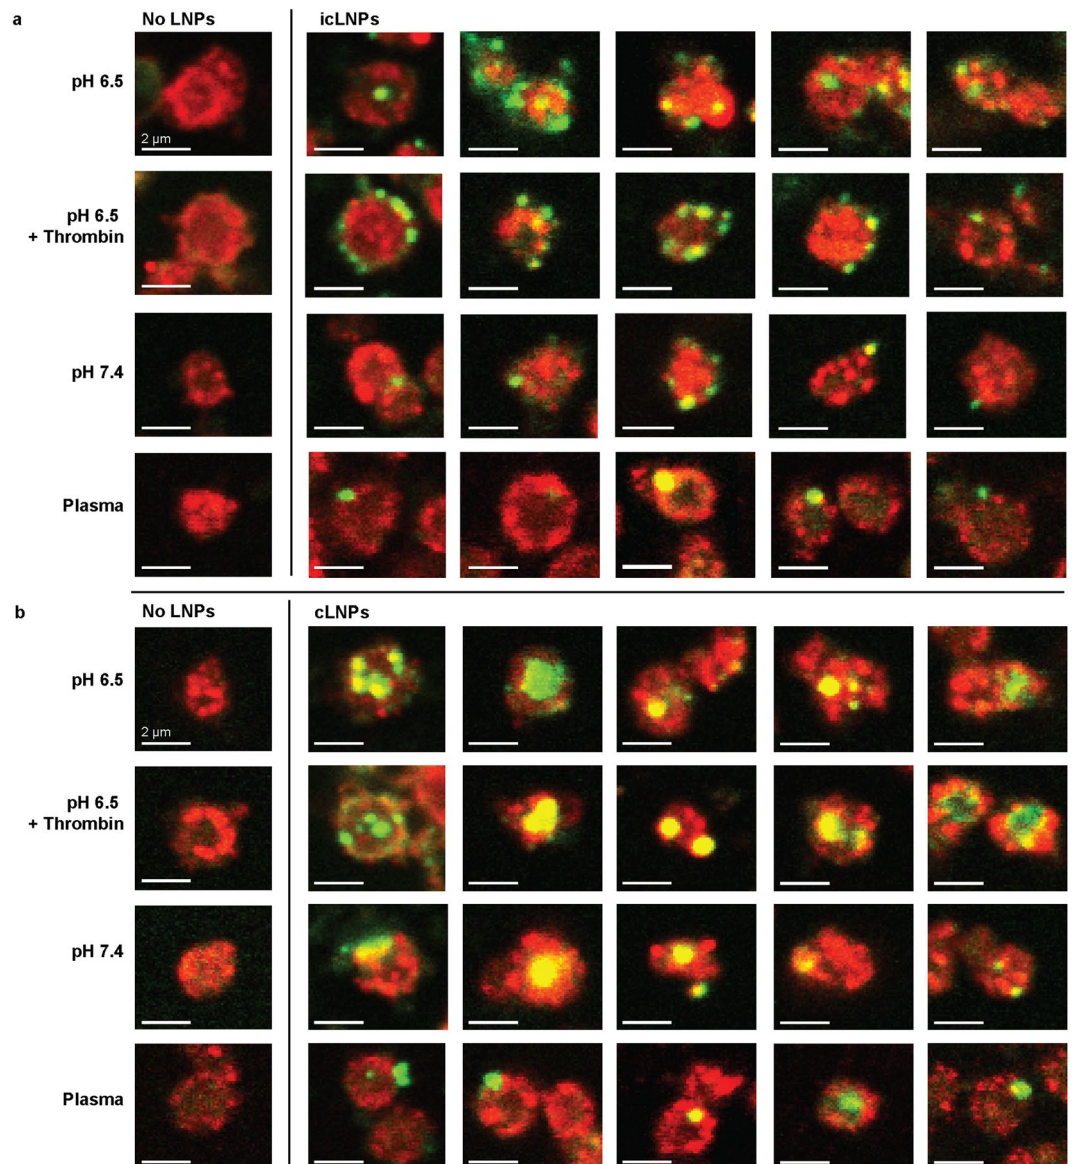 a
No LNPs
icLNPs
pH 6.5
2 µm
pH 6.5
+ Thrombin
pH 7.4
Plasma
b
No LNPs
cLNPs
pH 6.5
2 µm
pH 6.5
+ Thrombin
pH 7.4
Plasma